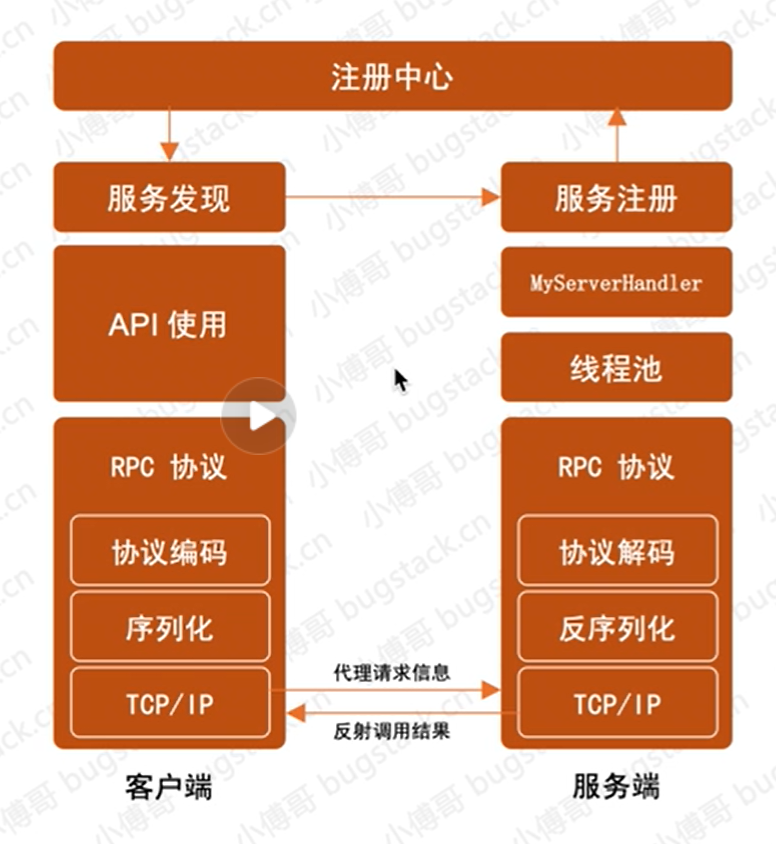 注册中心
服务发现
服务注册
API 使用
MyServerHandler
线程池
RPC 协议
RPC 协议
协议编码
协议解码
序列化
反序列化
代理请求信息
TCP/IP
TCP/IP
反射调用结果
客户端
服务端
小傅哥 bugstack.cn